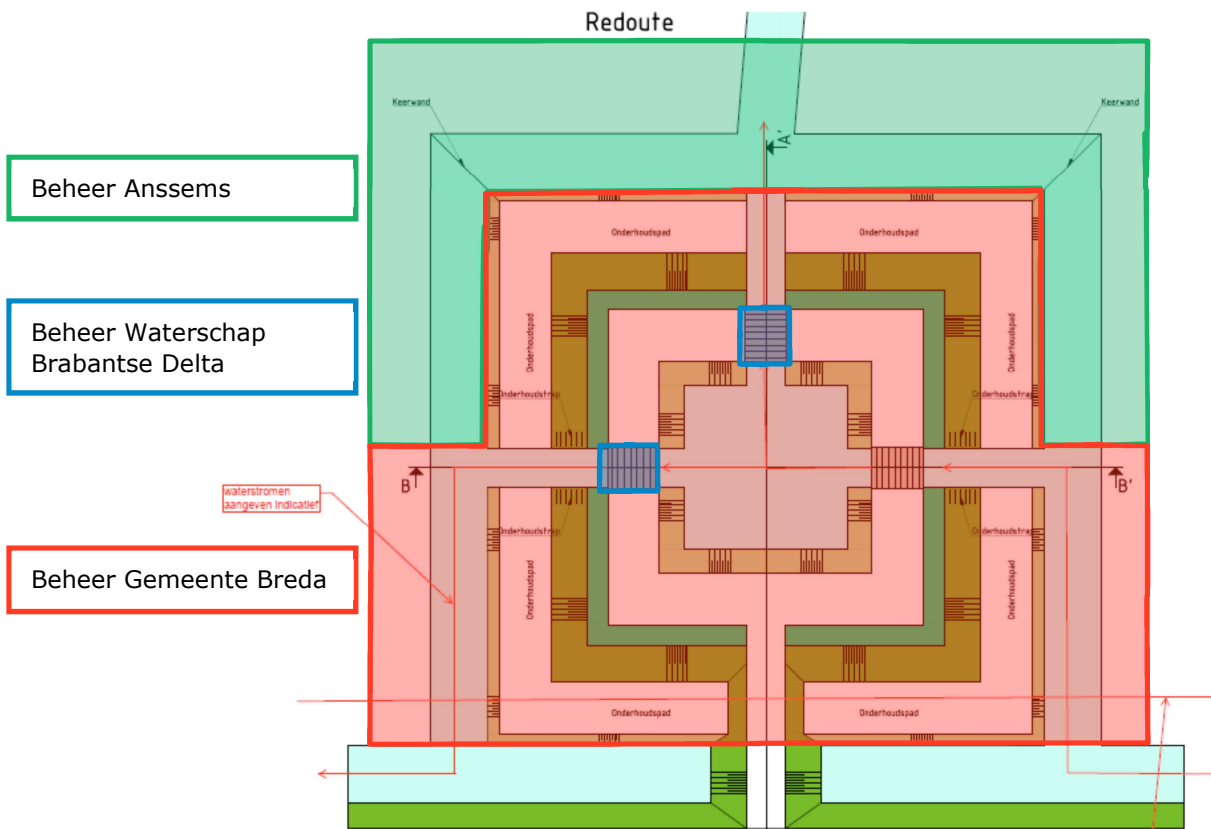 Redoute
Keerwand
Keerwand
A'
Beheer Anssems
Onderhoudspad
Onderhoudspad
Beheer Waterschap
Brabantse Delta
Onderhoudspad
Onderhoudspad
Onderhoudstrap
Onderhoudstrap
B
B'
waterstromen
aangeven indicatief
Onderhoudstrap
Onderhoudstrap
Beheer Gemeente Breda
Onderhoudspad
Onderhoudspad
Onderhoudspad
Onderhoudspad